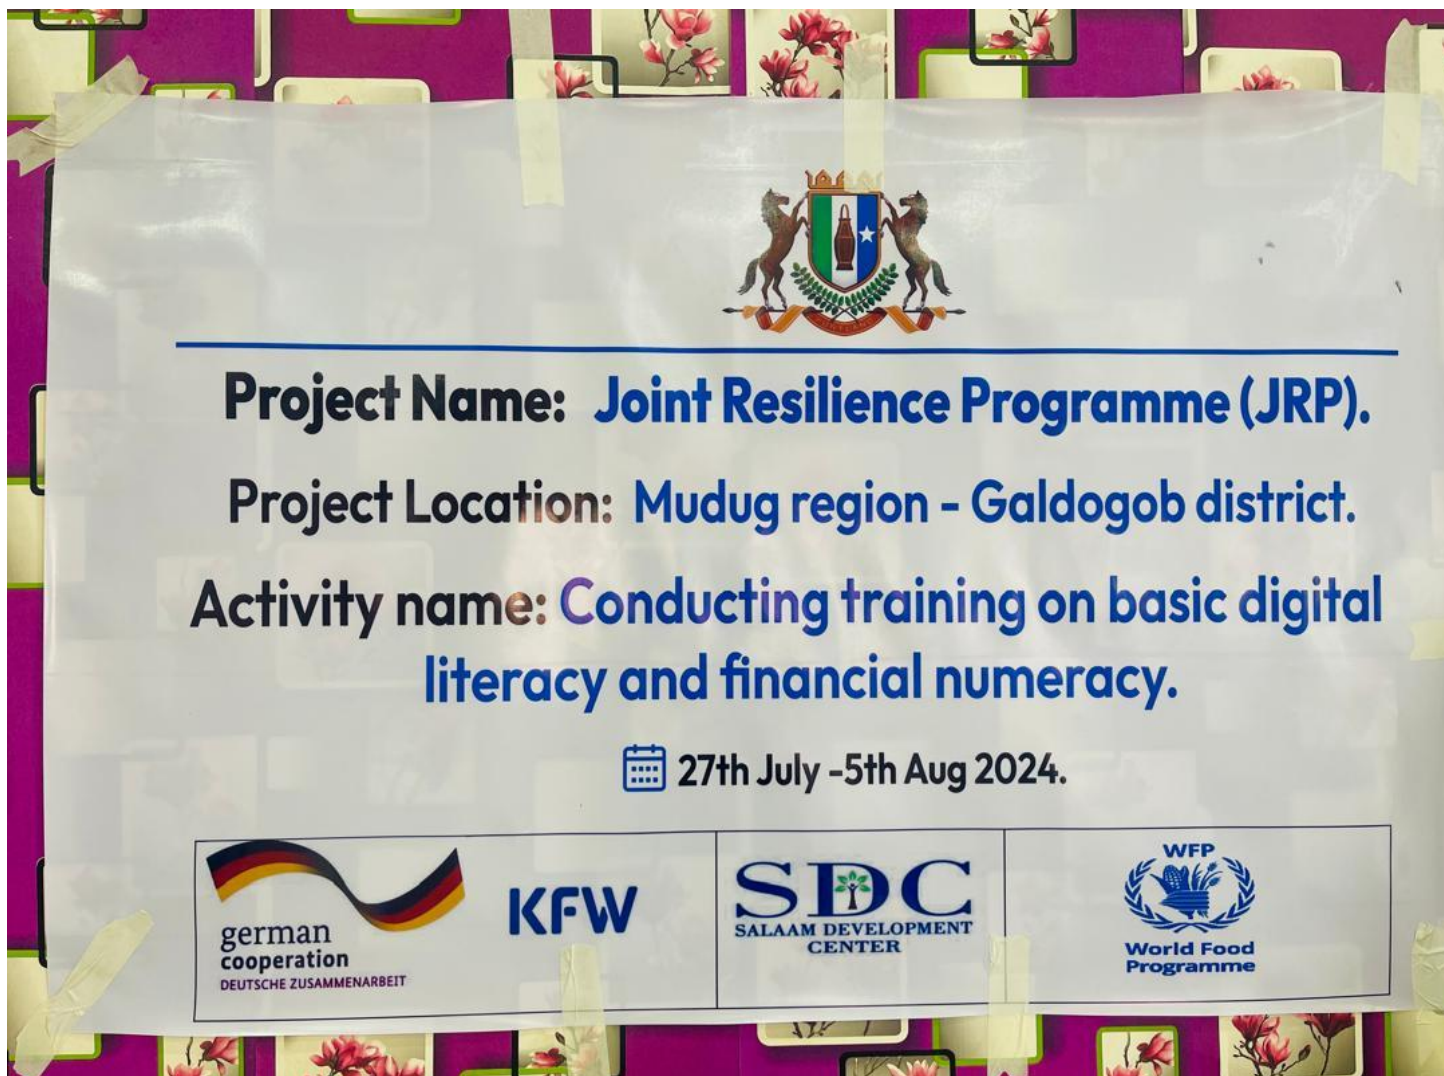 Project Name: Joint Resilience Programme (JRP).
Project Location: Mudug region - Galdogob district.
Activity name: Conducting training on basic digital
literacy and financial numeracy.
27th July -5th Aug 2024.
german
cooperation
DEUTSCHE ZUSAMMENARBEIT
KFW
SDC
SALAAM DEVELOPMENT
CENTER
WFP
World Food
Programme